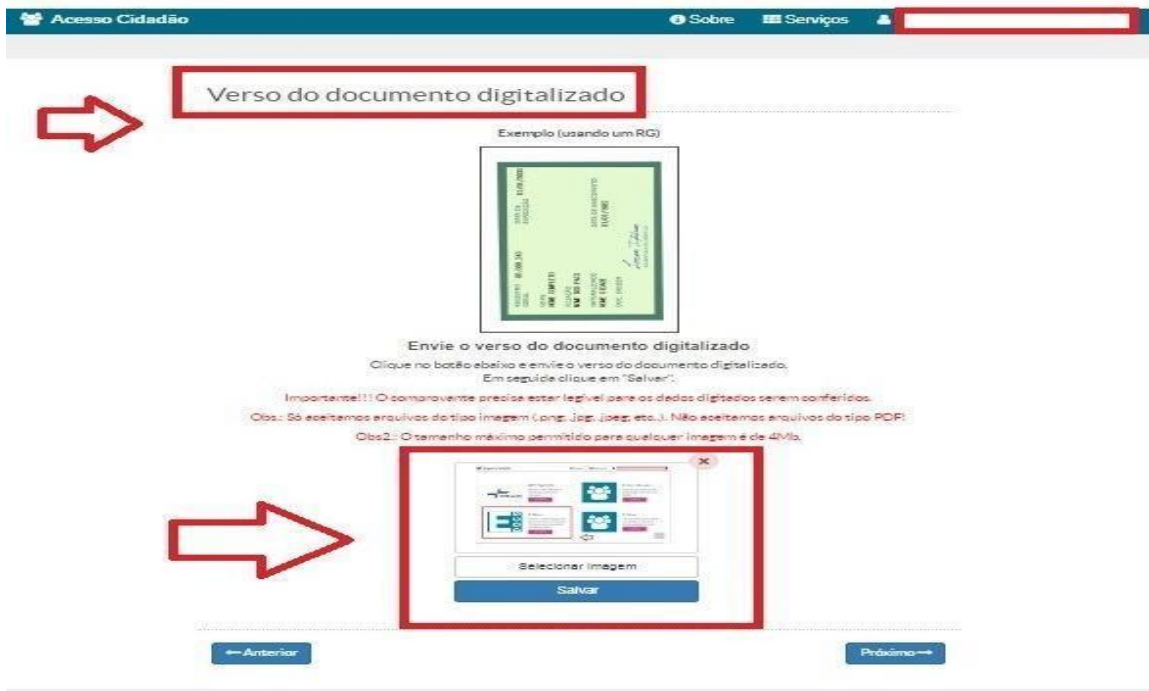 Acesso Cidadão
Sobre
Serviços
Verso do documento digitalizado
Exemplo (usando um RG)
NOME COMPLETO
Envie o verso do documento digitalizado
Clique no botão abaixo e envie o verso do documento digitalizado.
Em seguida clique em "Salvar".
Importante!!! O comprovante precisa estar legível para os dados digitados serem conferidos.
Obs.: Só aceitamos arquivos do tipo imagem (.png, .jpg, .jpeg, etc..). Não aceitamos arquivos do tipo PDF!
Obs2.: O tamanho máximo permitido para qualquer imagem é de 4Mb.
Selecionar imagem
Salvar
←Anterior
Próximo→